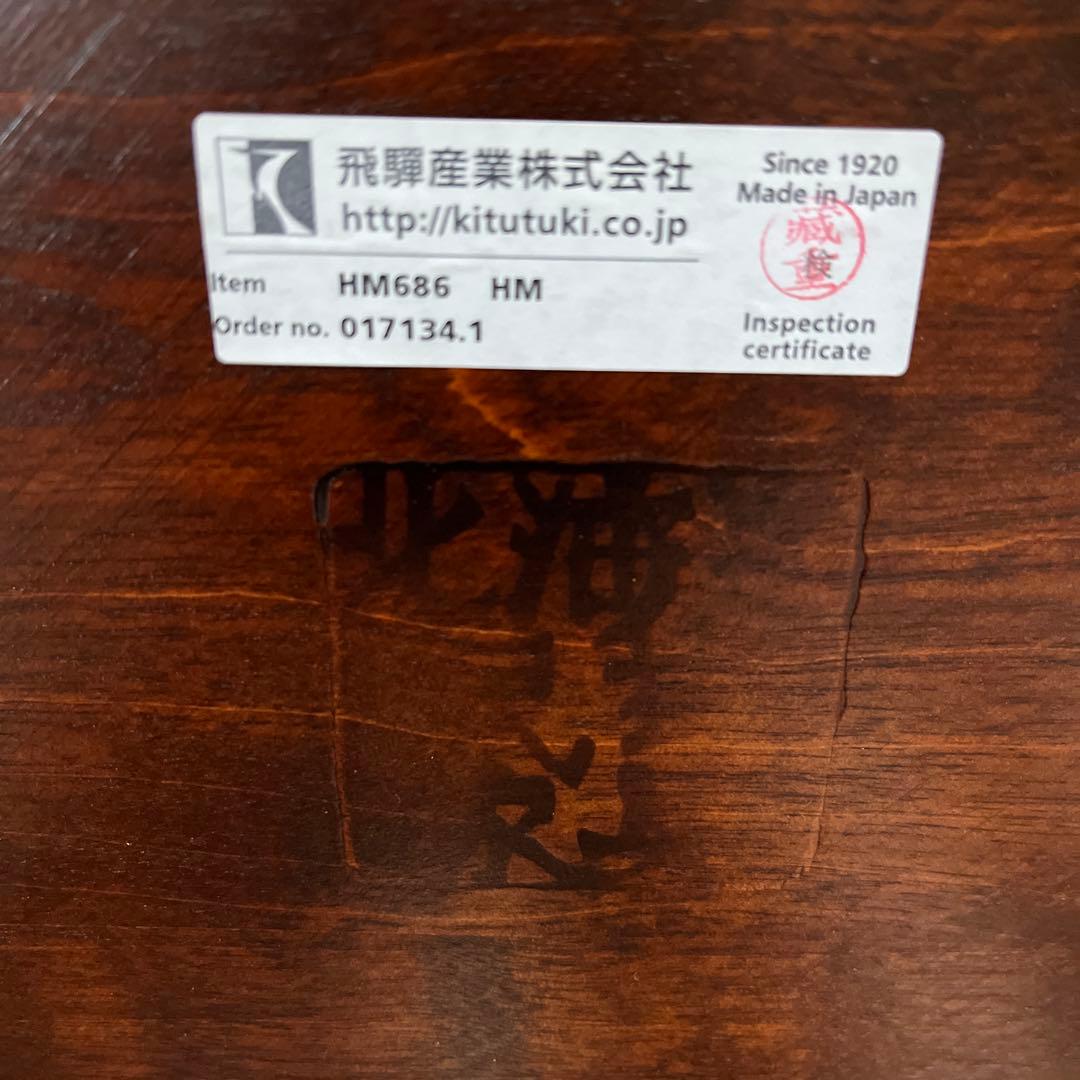 飛騨産業株式会社
http://kitutuki.co.jp
Since 1920
Made in Japan
Item HM686 HM
Order no. 017134.1
検
Inspection
certificate
北海